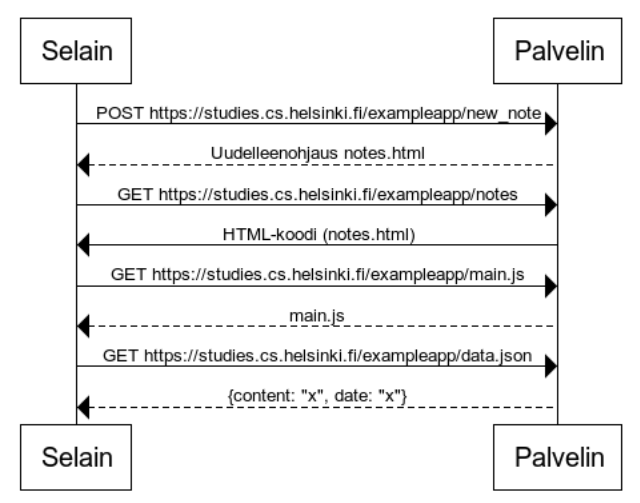 Selain Palvelin
POST https://studies.cs.helsinki.fi/exampleapp/new_note
Uudelleenohjaus notes.html
GET https://studies.cs.helsinki.fi/exampleapp/notes
HTML-koodi (notes.html)
GET https://studies.cs.helsinki.fi/exampleapp/main.js
main.js
GET https://studies.cs.helsinki.fi/exampleapp/data.json
{content: "x", date: "x"}
Selain Palvelin